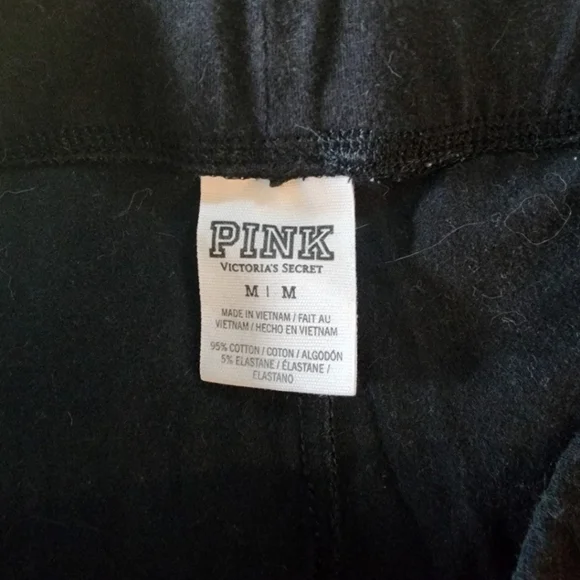 PINK
VICTORIA'S SECRET
M | M
MADE IN VIETNAM / FAIT AU
VIETNAM / HECHO EN VIETNAM
95% COTTON / COTON / ALGODÓN
5% ELASTANE / ÉLASTANE /
ELASTANO